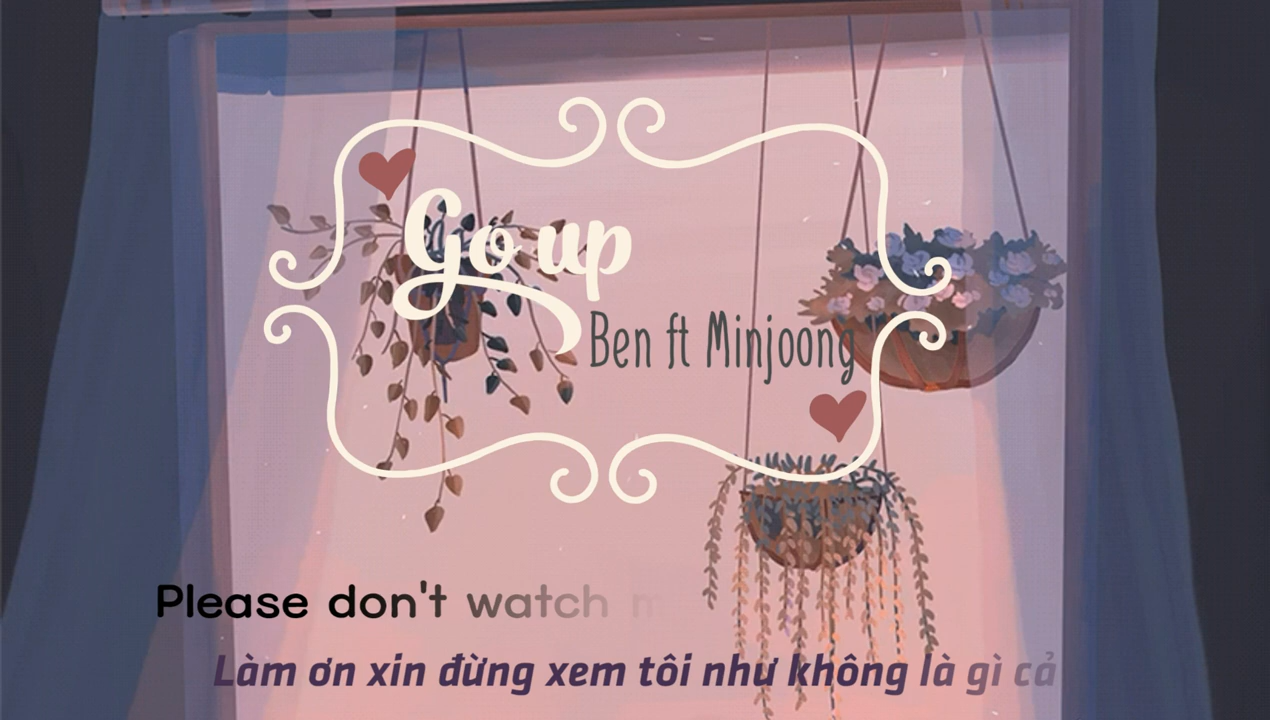 Go up
Ben ft Minjoong
Please don't watch m
Làm ơn xin đừng xem tôi như không là gì cả